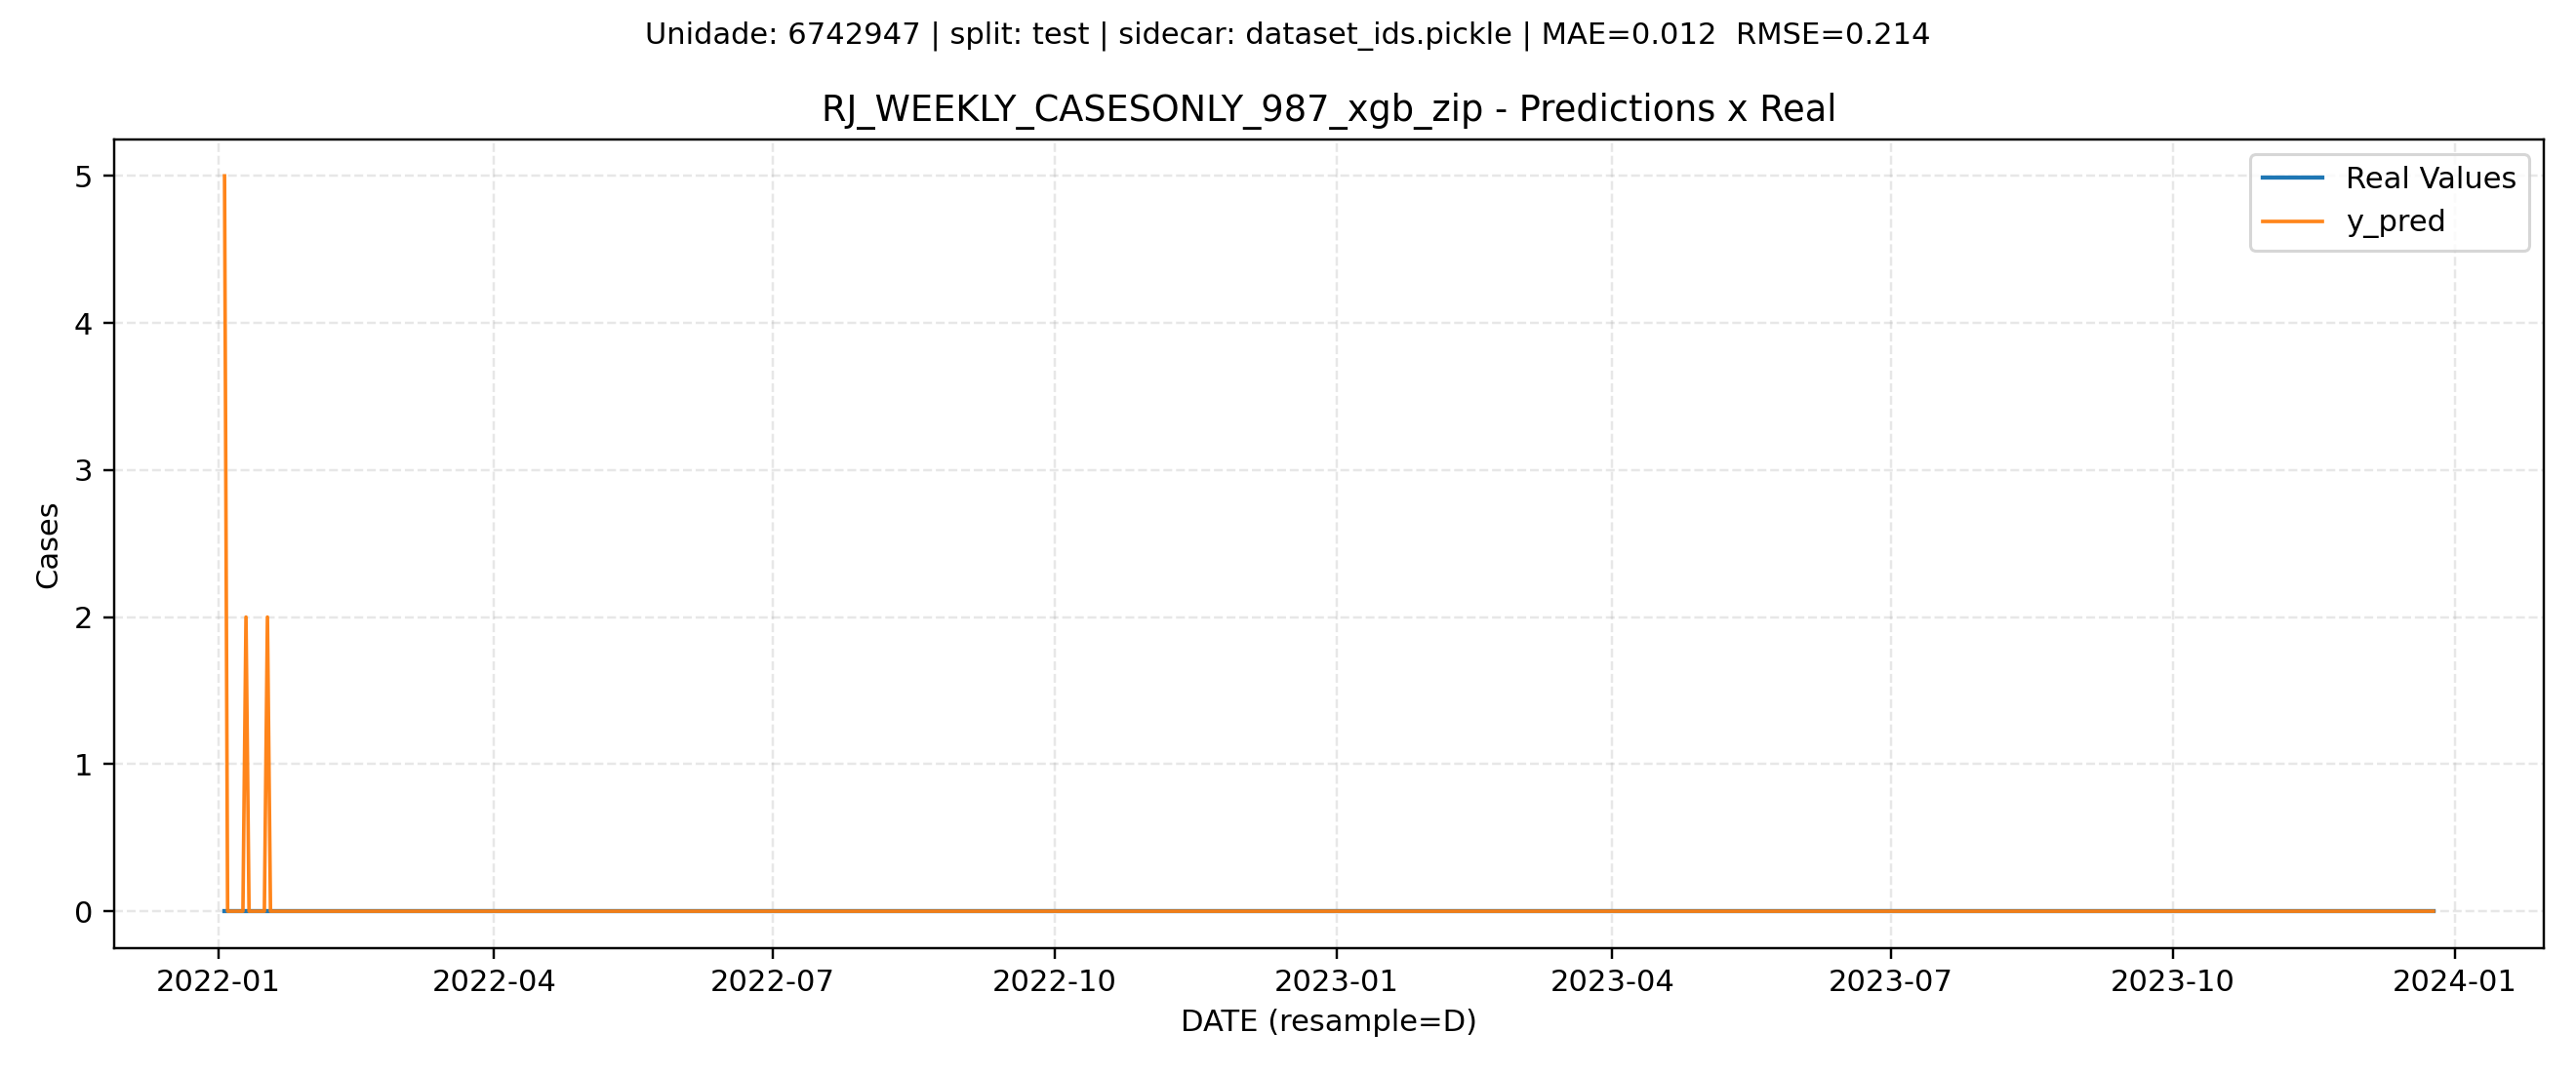 Unidade: 6742947 | split: test | sidecar: dataset_ids.pickle | MAE=0.012  RMSE=0.214
RJ_WEEKLY_CASESONLY_987_xgb_zip - Predictions x Real
Real Values
y_pred
5
4
3
2
1
0
Cases
2022-01 2022-04 2022-07 2022-10 2023-01 2023-04 2023-07 2023-10 2024-01
DATE (resample=D)